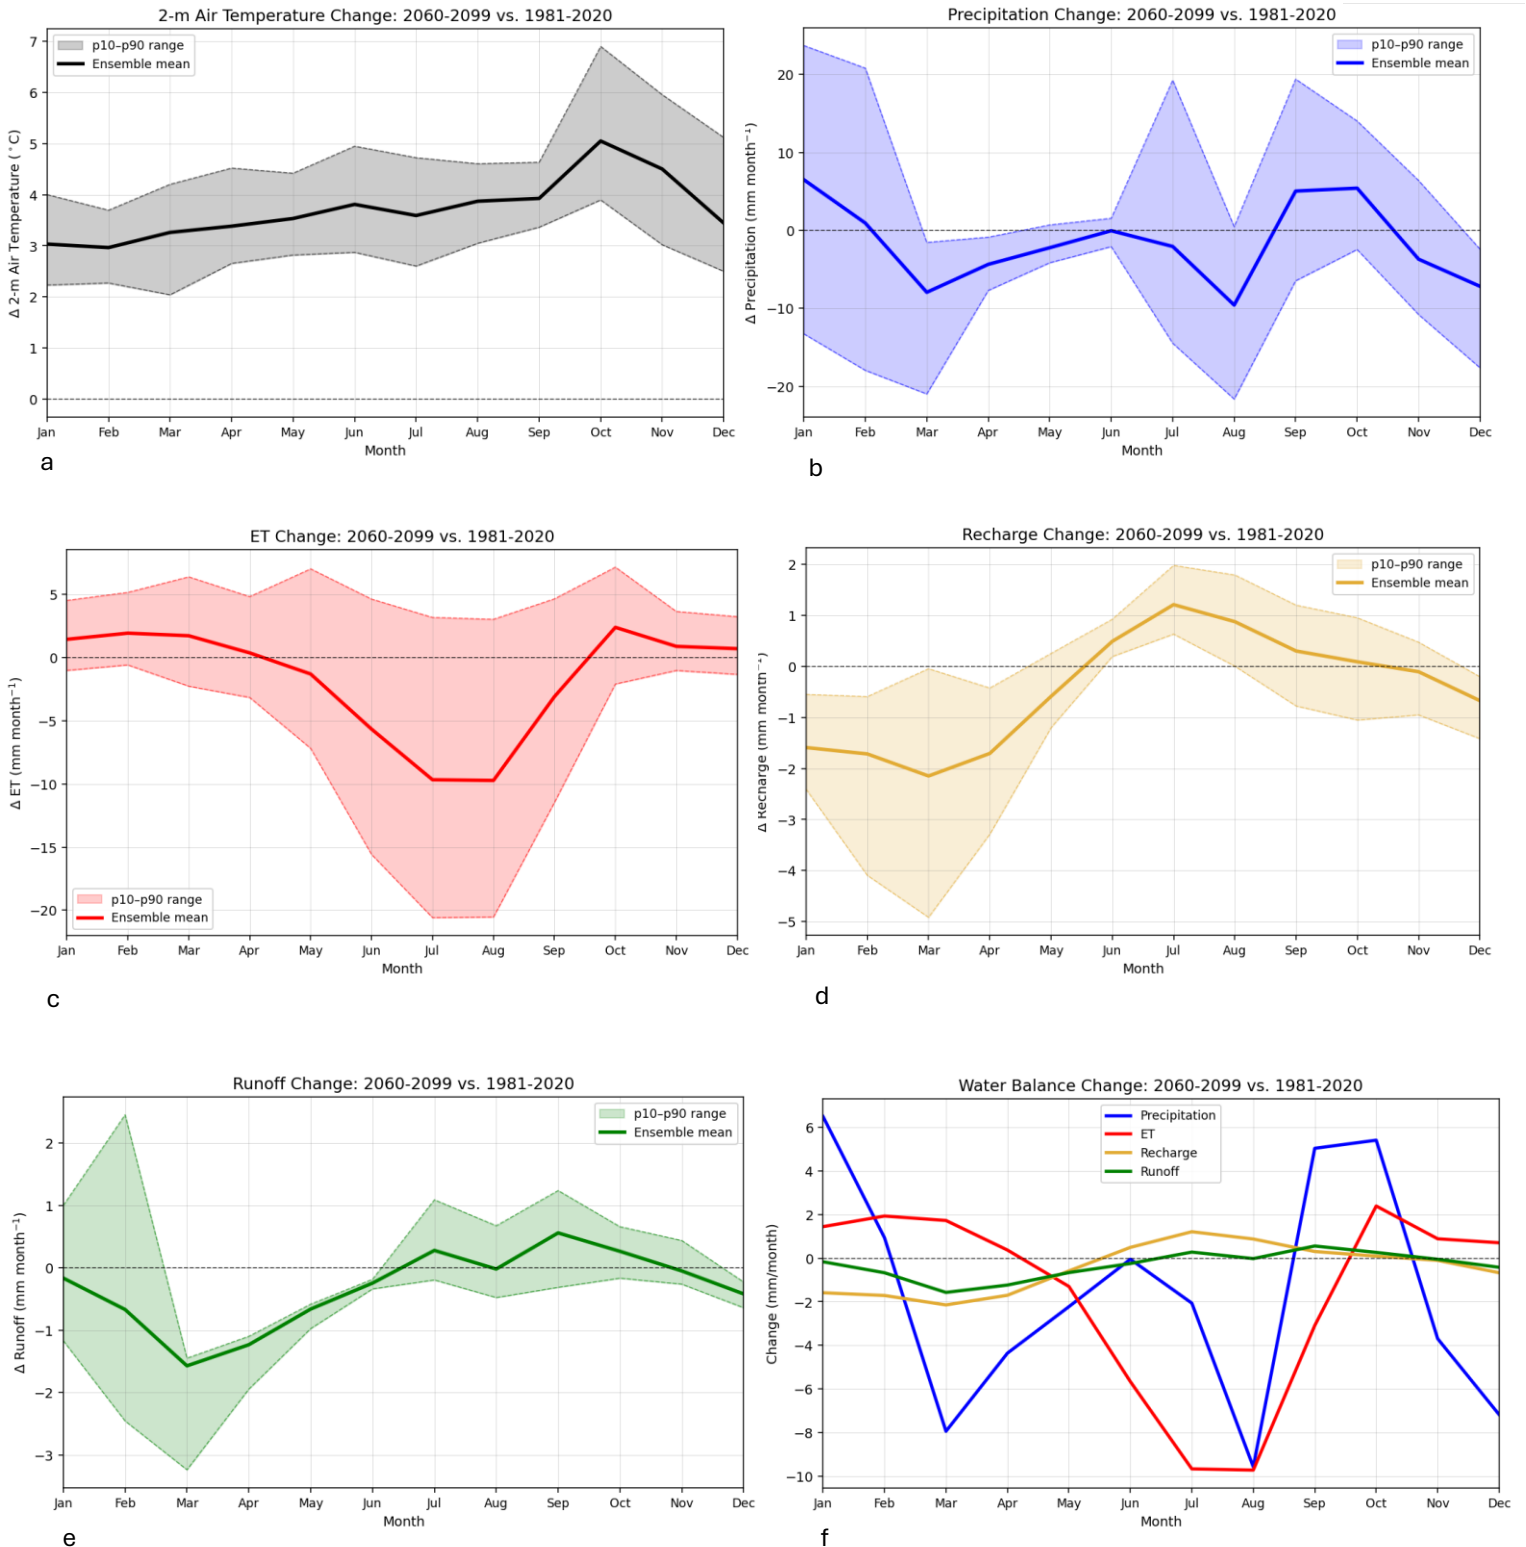 2-m Air Temperature Change: 2060-2099 vs. 1981-2020
p10–p90 range
Ensemble mean
Δ 2-m Air Temperature (°C)
7
6
5
4
3
2
1
0
Jan Feb Mar Apr May Jun Jul Aug Sep Oct Nov Dec
Month
a
Precipitation Change: 2060-2099 vs. 1981-2020
p10–p90 range
Ensemble mean
Δ Precipitation (mm month⁻¹)
20
10
0
−10
−20
Jan Feb Mar Apr May Jun Jul Aug Sep Oct Nov Dec
Month
b
ET Change: 2060-2099 vs. 1981-2020
Δ ET (mm month⁻¹)
5
0
−5
−10
−15
−20
p10–p90 range
Ensemble mean
Jan Feb Mar Apr May Jun Jul Aug Sep Oct Nov Dec
Month
c
Recharge Change: 2060-2099 vs. 1981-2020
p10–p90 range
Ensemble mean
Δ Recharge (mm month⁻¹)
2
1
0
−1
−2
−3
−4
−5
Jan Feb Mar Apr May Jun Jul Aug Sep Oct Nov Dec
Month
d
Runoff Change: 2060-2099 vs. 1981-2020
p10–p90 range
Ensemble mean
Δ Runoff (mm month⁻¹)
2
1
0
−1
−2
−3
Jan Feb Mar Apr May Jun Jul Aug Sep Oct Nov Dec
Month
e
Water Balance Change: 2060-2099 vs. 1981-2020
Precipitation
ET
Recharge
Runoff
Change (mm/month)
6
4
2
0
−2
−4
−6
−8
−10
Jan Feb Mar Apr May Jun Jul Aug Sep Oct Nov Dec
Month
f